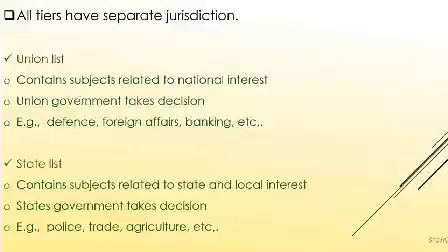 ❑All tiers have separate jurisdiction.
✓ Union list
o Contains subjects related to national interest
o Union government takes decision
o E.g., defence, foreign affairs, banking, etc,.
✓ State list
o Contains subjects related to state and local interest
o States government takes decision
o E.g., police, trade, agriculture, etc,.